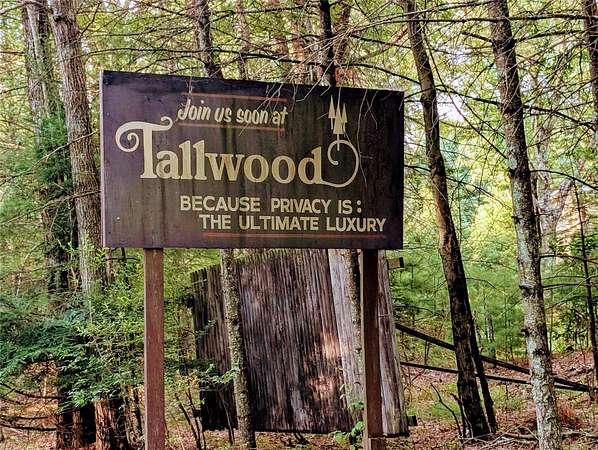 Join us soon at
Tallwood
BECAUSE PRIVACY IS:
THE ULTIMATE LUXURY